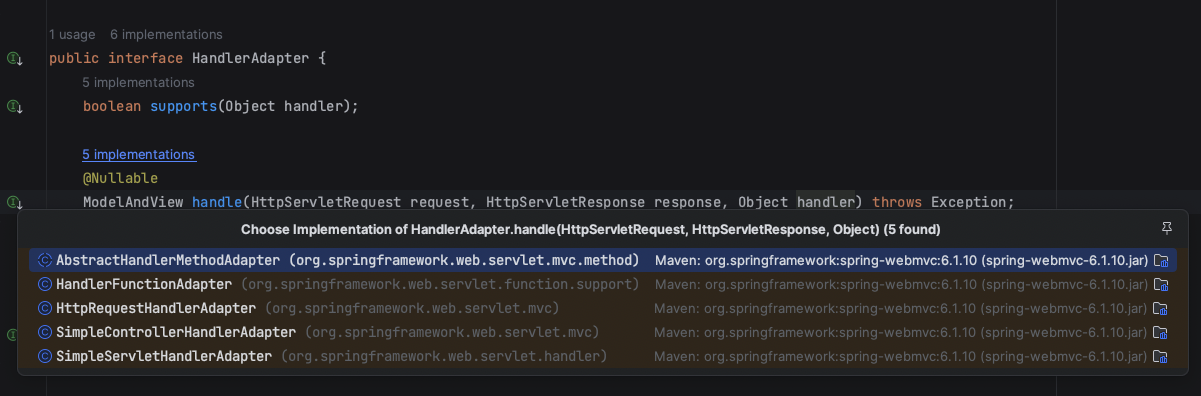 1 usage 6 implementations
public interface HandlerAdapter {
5 implementations
boolean supports(Object handler);
5 implementations
@Nullable
ModelAndView handle(HttpServletRequest request, HttpServletResponse response, Object handler) throws Exception;
Choose Implementation of HandlerAdapter.handle(HttpServletRequest, HttpServletResponse, Object) (5 found)
AbstractHandlerMethodAdapter (org.springframework.web.servlet.mvc.method) Maven: org.springframework:spring-webmvc:6.1.10 (spring-webmvc-6.1.10.jar)
HandlerFunctionAdapter (org.springframework.web.servlet.function.support) Maven: org.springframework:spring-webmvc:6.1.10 (spring-webmvc-6.1.10.jar)
HttpRequestHandlerAdapter (org.springframework.web.servlet.mvc) Maven: org.springframework:spring-webmvc:6.1.10 (spring-webmvc-6.1.10.jar)
SimpleControllerHandlerAdapter (org.springframework.web.servlet.mvc) Maven: org.springframework:spring-webmvc:6.1.10 (spring-webmvc-6.1.10.jar)
SimpleServletHandlerAdapter (org.springframework.web.servlet.handler) Maven: org.springframework:spring-webmvc:6.1.10 (spring-webmvc-6.1.10.jar)